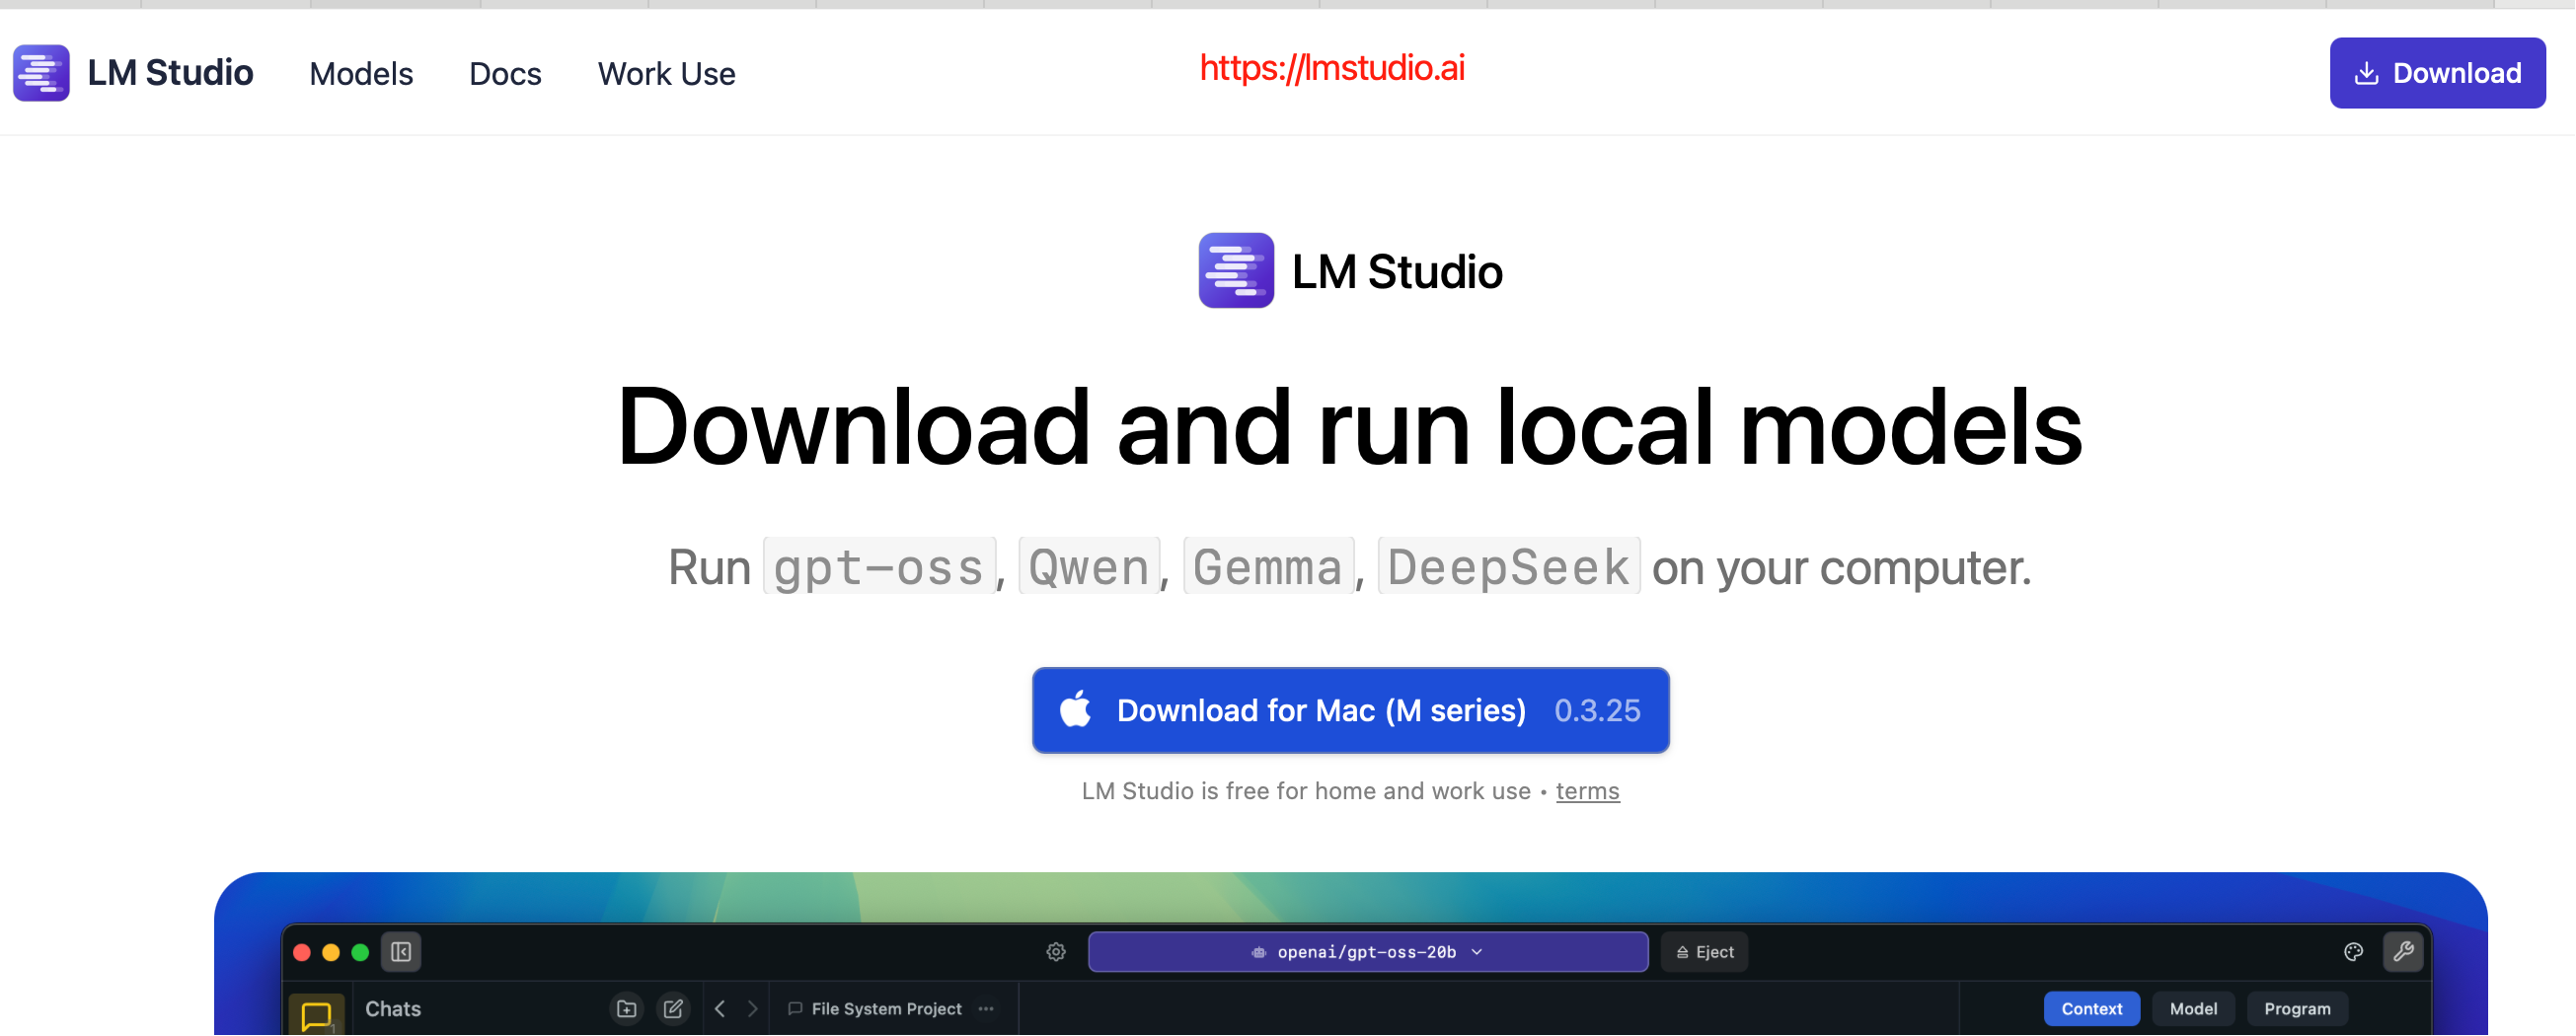 LM Studio Models Docs Work Use https://lmstudio.ai Download
LM Studio
Download and run local models
Run gpt-oss, Qwen, Gemma, DeepSeek on your computer.
Download for Mac (M series) 0.3.25
LM Studio is free for home and work use • terms
openai/gpt-oss-20b Eject
Chats File System Project ··· Context Model Program